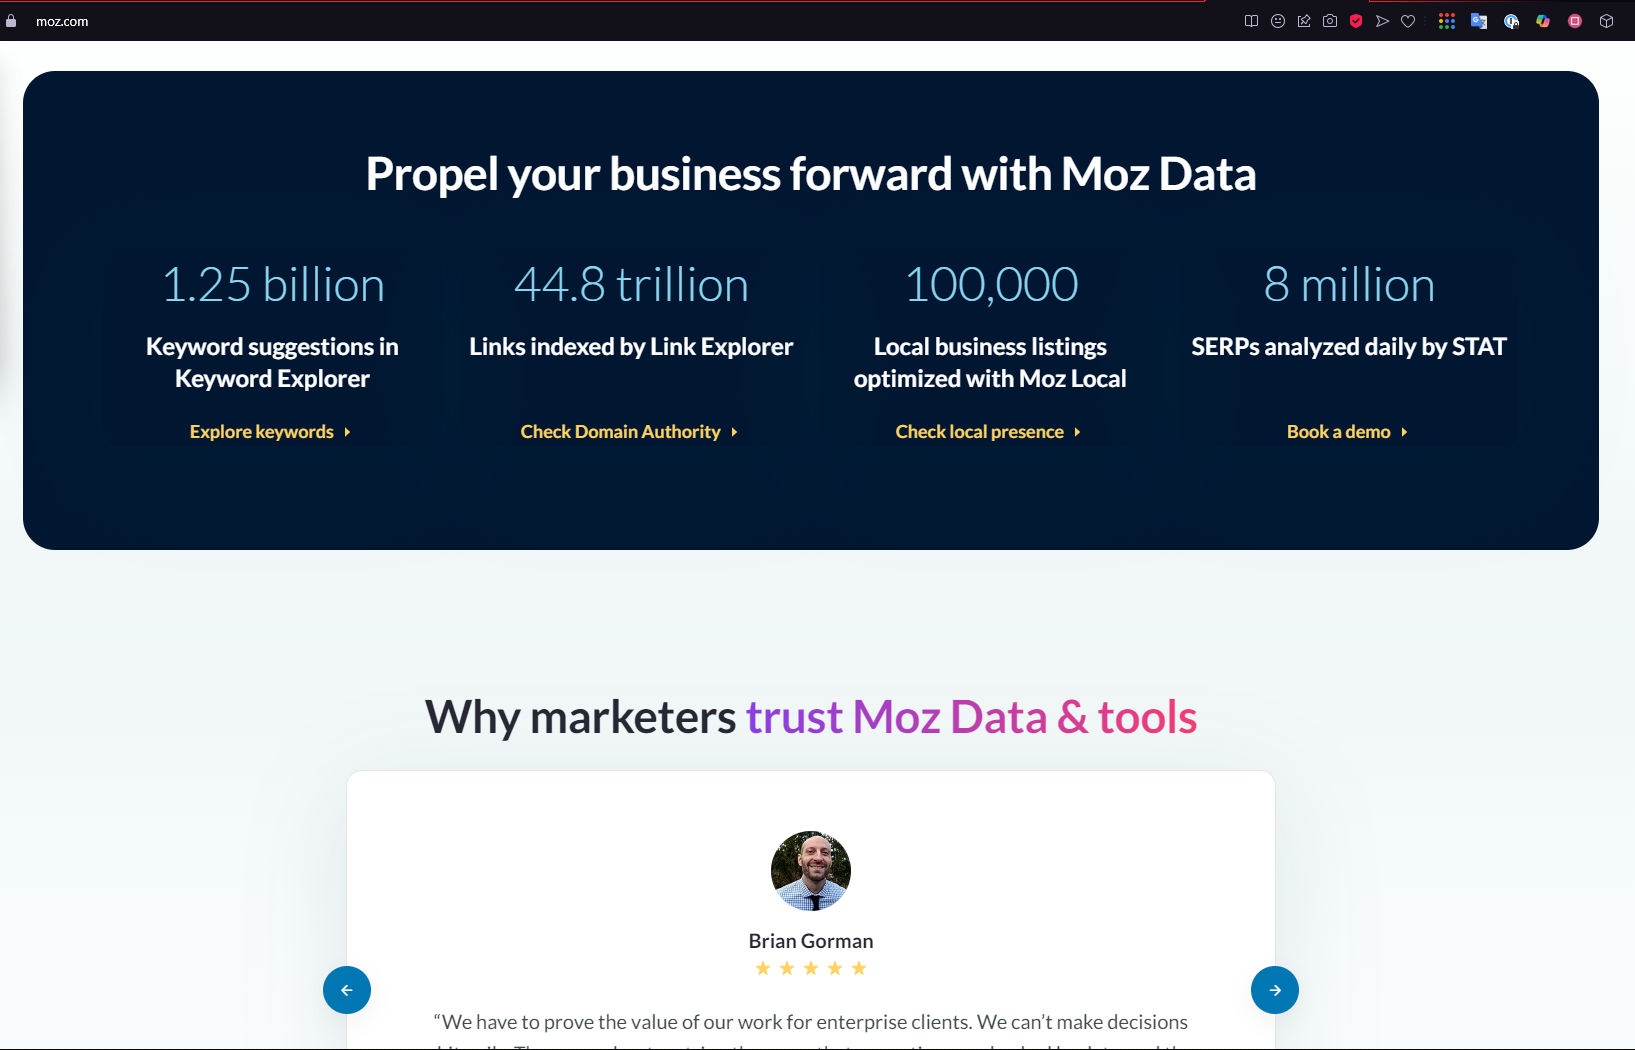 moz.com
Propel your business forward with Moz Data
1.25 billion
Keyword suggestions in
Keyword Explorer
Explore keywords
44.8 trillion
Links indexed by Link Explorer
Check Domain Authority
100,000
Local business listings
optimized with Moz Local
Check local presence
8 million
SERPs analyzed daily by STAT
Book a demo
Why marketers trust Moz Data & tools
Brian Gorman
“We have to prove the value of our work for enterprise clients. We can’t make decisions